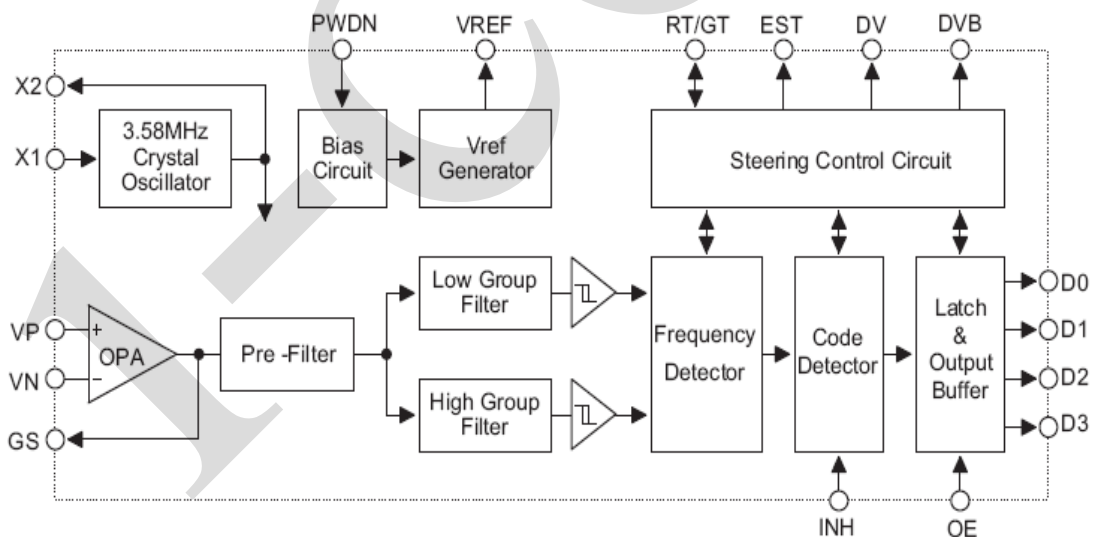 PWDN VREF RT/GT EST DV DVB
X2
X1
3.58MHz
Crystal
Oscillator
Bias
Circuit
Vref
Generator
Steering Control Circuit
VP
VN
GS
+
OPA
−
Pre -Filter
Low Group
Filter
High Group
Filter
Frequency
Detector
Code
Detector
Latch
&
Output
Buffer
D0
D1
D2
D3
INH OE